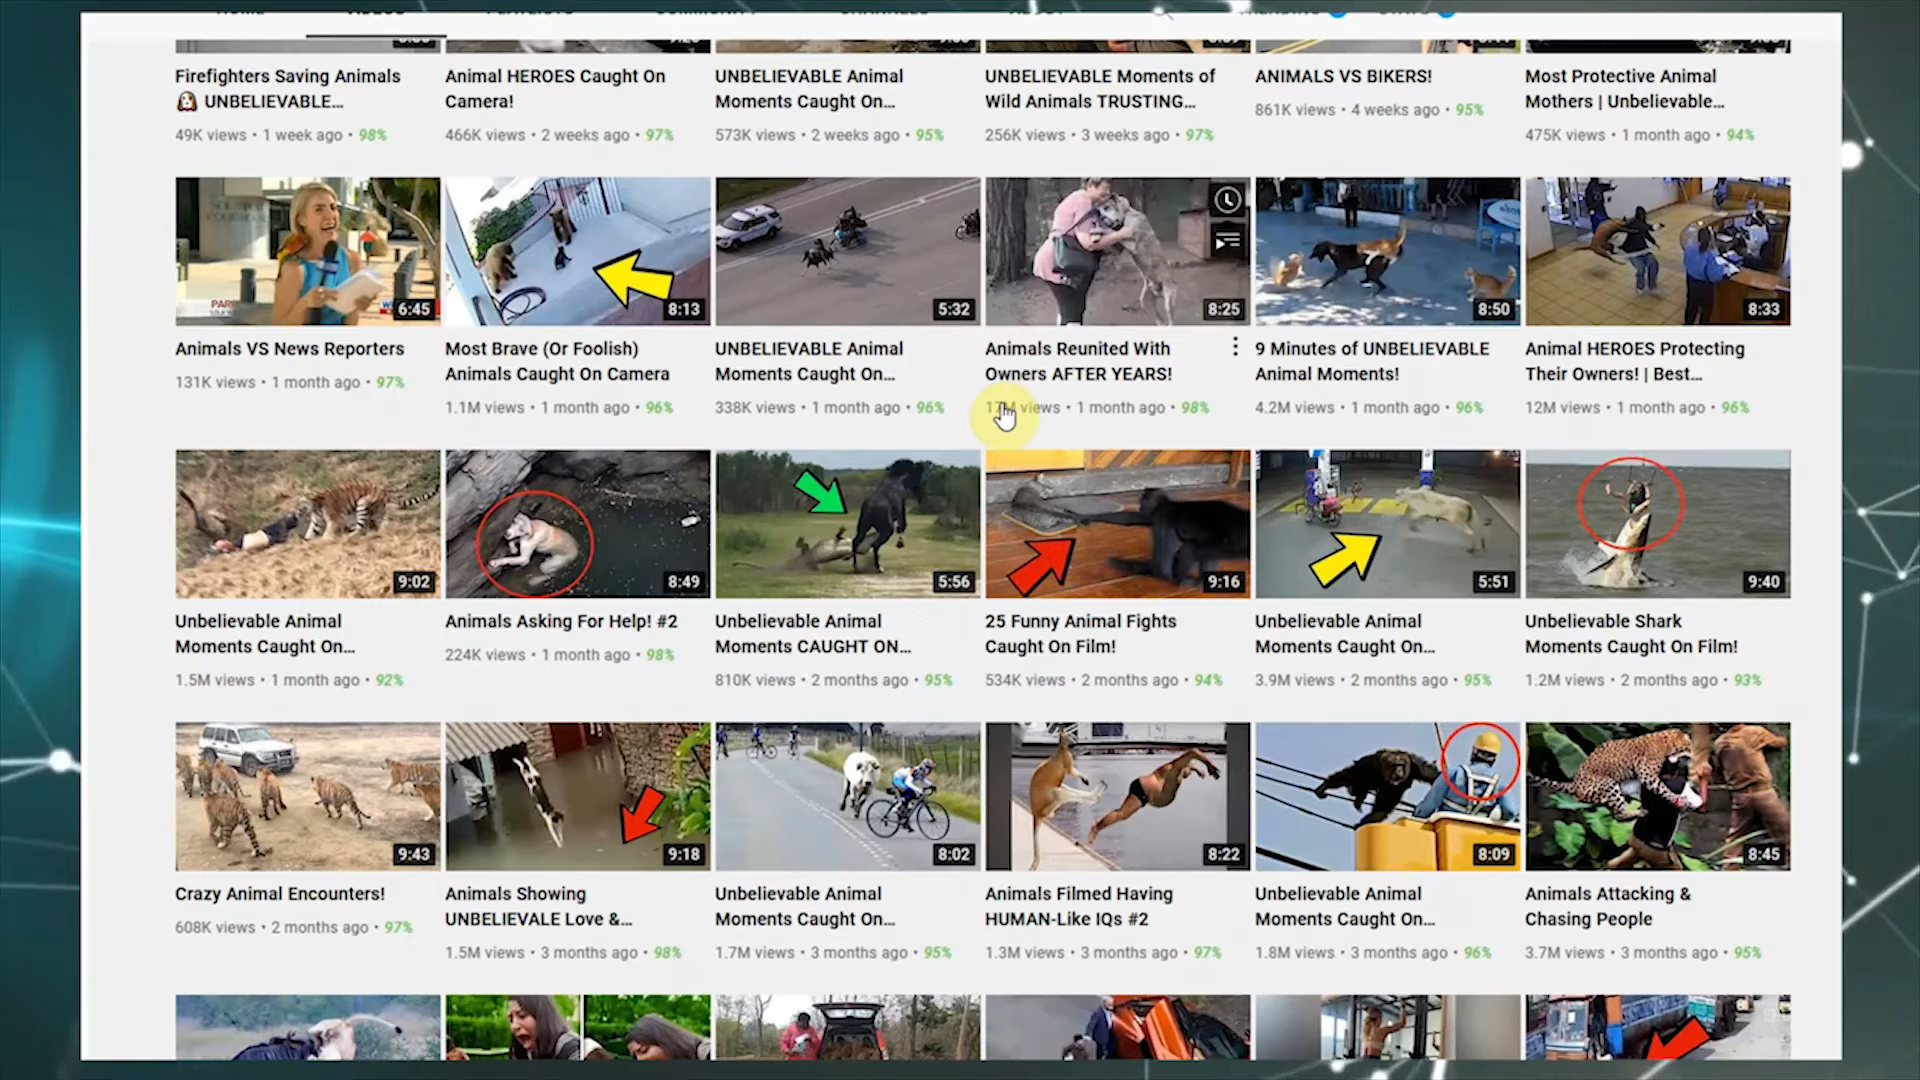 HOME VIDEOS PLAYLISTS COMMUNITY CHANNELS ABOUT TRENDING STATS
Firefighters Saving Animals
UNBELIEVABLE...
49K views • 1 week ago • 98%
Animal HEROES Caught On
Camera!
466K views • 2 weeks ago • 97%
UNBELIEVABLE Animal
Moments Caught On...
573K views • 2 weeks ago • 95%
UNBELIEVABLE Moments of
Wild Animals TRUSTING...
256K views • 3 weeks ago • 97%
ANIMALS VS BIKERS!
861K views • 4 weeks ago • 95%
Most Protective Animal
Mothers | Unbelievable...
475K views • 1 month ago • 94%
6:45
Animals VS News Reporters
131K views • 1 month ago • 97%
8:13
Most Brave (Or Foolish)
Animals Caught On Camera
1.1M views • 1 month ago • 96%
5:32
UNBELIEVABLE Animal
Moments Caught On...
338K views • 1 month ago • 96%
8:25
Animals Reunited With
Owners AFTER YEARS!
17M views • 1 month ago • 98%
8:50
9 Minutes of UNBELIEVABLE
Animal Moments!
4.2M views • 1 month ago • 96%
8:33
Animal HEROES Protecting
Their Owners! | Best...
12M views • 1 month ago • 96%
9:02
Unbelievable Animal
Moments Caught On...
1.5M views • 1 month ago • 92%
8:49
Animals Asking For Help! #2
224K views • 1 month ago • 98%
5:56
Unbelievable Animal
Moments CAUGHT ON...
810K views • 2 months ago • 95%
9:16
25 Funny Animal Fights
Caught On Film!
534K views • 2 months ago • 94%
5:51
Unbelievable Animal
Moments Caught On...
3.9M views • 2 months ago • 95%
9:40
Unbelievable Shark
Moments Caught On Film!
1.2M views • 2 months ago • 93%
9:43
Crazy Animal Encounters!
608K views • 2 months ago • 97%
9:18
Animals Showing
UNBELIEVALE Love &...
1.5M views • 3 months ago • 98%
8:02
Unbelievable Animal
Moments Caught On...
1.7M views • 3 months ago • 95%
8:22
Animals Filmed Having
HUMAN-Like IQs #2
1.3M views • 3 months ago • 97%
8:09
Unbelievable Animal
Moments Caught On...
1.8M views • 3 months ago • 96%
8:45
Animals Attacking &
Chasing People
3.7M views • 3 months ago • 95%